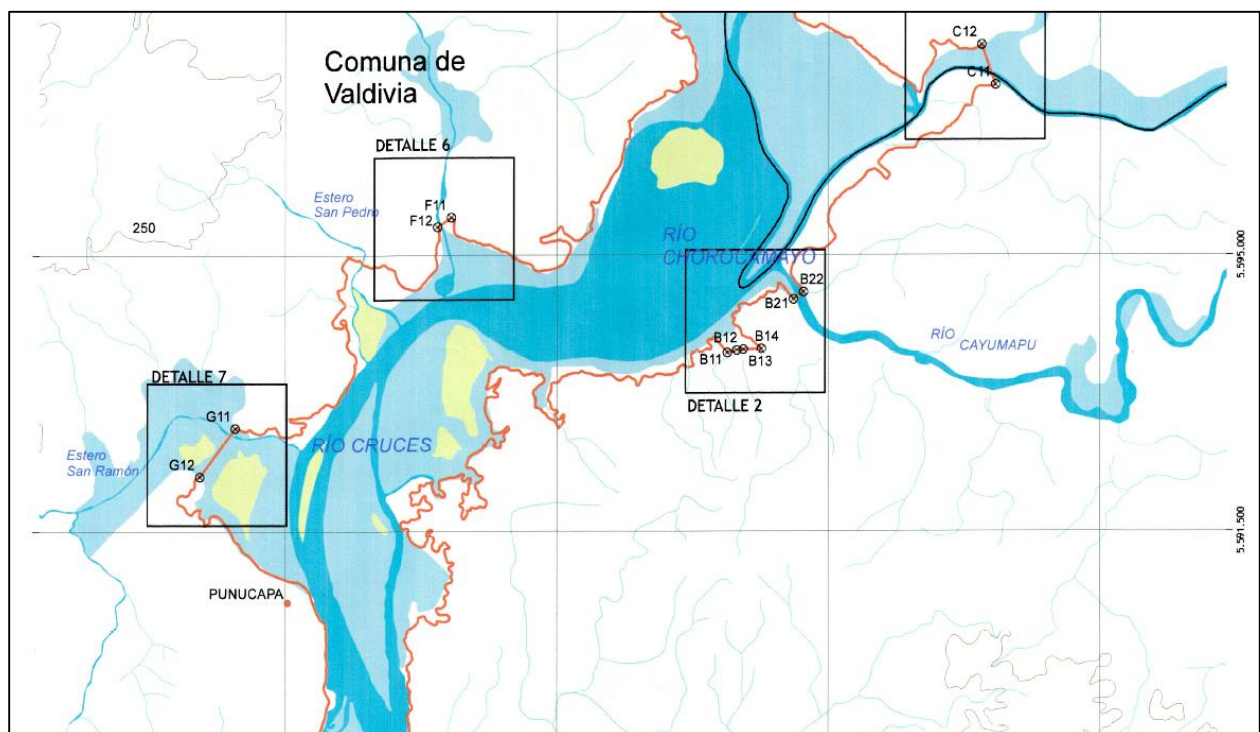 C12
Comuna de
Valdivia
C11
DETALLE 6
Estero
San Pedro
F11
F12
250
RÍO
CHOROCAMAYO
5.595.000
B22
B21
B12
B14
B11
B13
RÍO
CAYUMAPU
DETALLE 7
DETALLE 2
G11
RÍO CRUCES
Estero
San Ramón
G12
5.591.500
PUNUCAPA